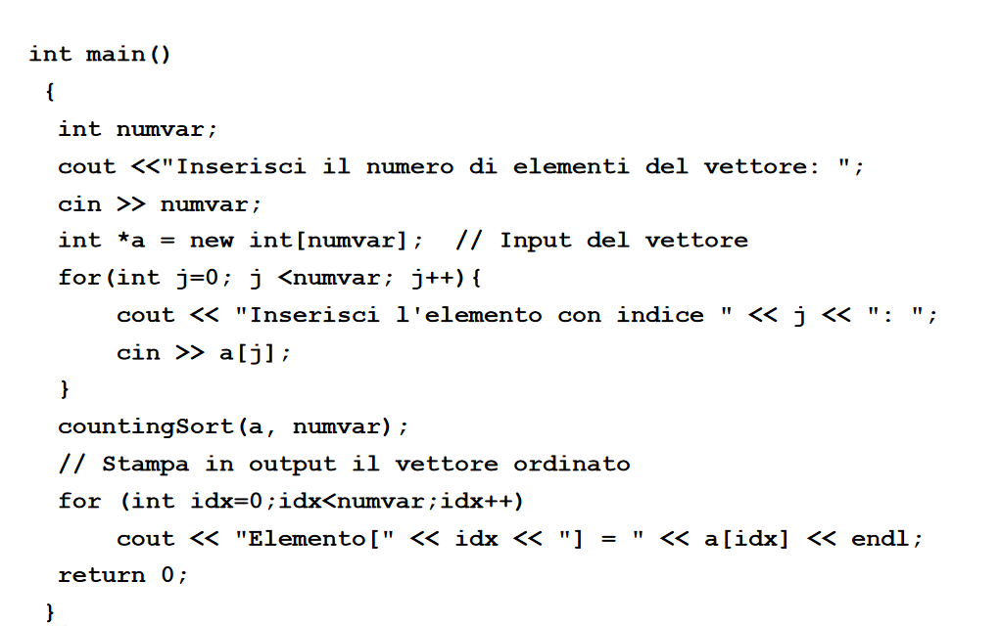 int main()
{
int numvar;
cout <<"Inserisci il numero di elementi del vettore: ";
cin >> numvar;
int *a = new int[numvar];  // Input del vettore
for(int j=0; j <numvar; j++){
cout << "Inserisci l'elemento con indice " << j << ": ";
cin >> a[j];
}
countingSort(a, numvar);
// Stampa in output il vettore ordinato
for (int idx=0;idx<numvar;idx++)
cout << "Elemento[" << idx << "] = " << a[idx] << endl;
return 0;
}